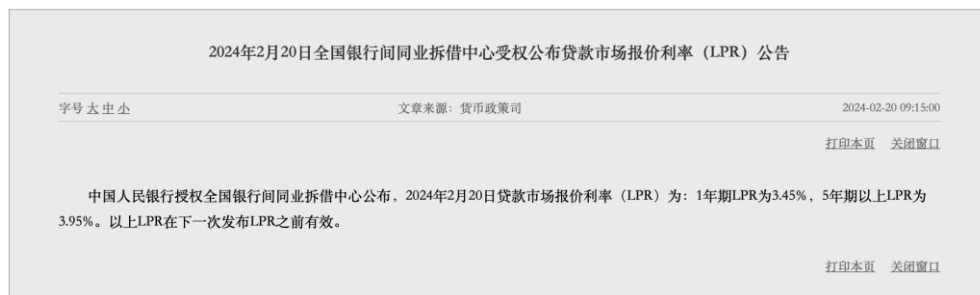 2024年2月20日全国银行间同业拆借中心受权公布贷款市场报价利率（LPR）公告
字号 大 中 小 文章来源：货币政策司 2024-02-20 09:15:00
打印本页 关闭窗口
中国人民银行授权全国银行间同业拆借中心公布，2024年2月20日贷款市场报价利率（LPR）为：1年期LPR为3.45%，5年期以上LPR为
3.95%。以上LPR在下一次发布LPR之前有效。
打印本页 关闭窗口